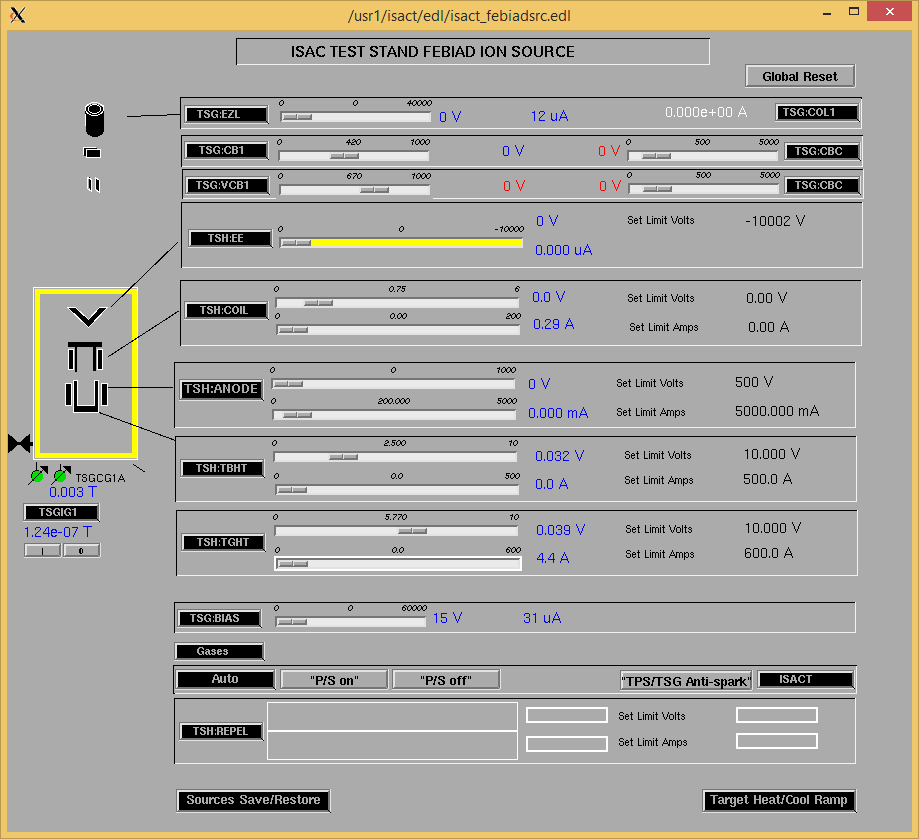 /usr1/isact/edl/isact_febiadsrc.edl
ISAC TEST STAND FEBIAD ION SOURCE
Global Reset
TSG:EZL 0 0 40000 0 V 12 uA 0.000e+00 A TSG:COL1
TSG:CB1 0 420 1000 0 V 0 V 0 500 5000 TSG:CBC
TSG:VCB1 0 670 1000 0 V 0 V 0 500 5000 TSG:CBC
TSH:EE 0 0 -10000 0 V Set Limit Volts -10002 V
0.000 uA
TSH:COIL 0 0.75 6 0.0 V Set Limit Volts 0.00 V
0 0.00 200 0.29 A Set Limit Amps 0.00 A
TSH:ANODE 0 0 1000 0 V Set Limit Volts 500 V
0 200.000 5000 0.000 mA Set Limit Amps 5000.000 mA
TSH:TBHT 0 2.500 10 0.032 V Set Limit Volts 10.000 V
0 0.0 500 0.0 A Set Limit Amps 500.0 A
TSGCG1A
0.003 T
TSGIG1
1.24e-07 T
I 0
TSH:TGHT 0 5.770 10 0.039 V Set Limit Volts 10.000 V
0 0.0 600 4.4 A Set Limit Amps 600.0 A
TSG:BIAS 0 0 60000 15 V 31 uA
Gases
Auto "P/S on" "P/S off" "TPS/TSG Anti-spark" ISACT
TSH:REPEL Set Limit Volts
Set Limit Amps
Sources Save/Restore Target Heat/Cool Ramp